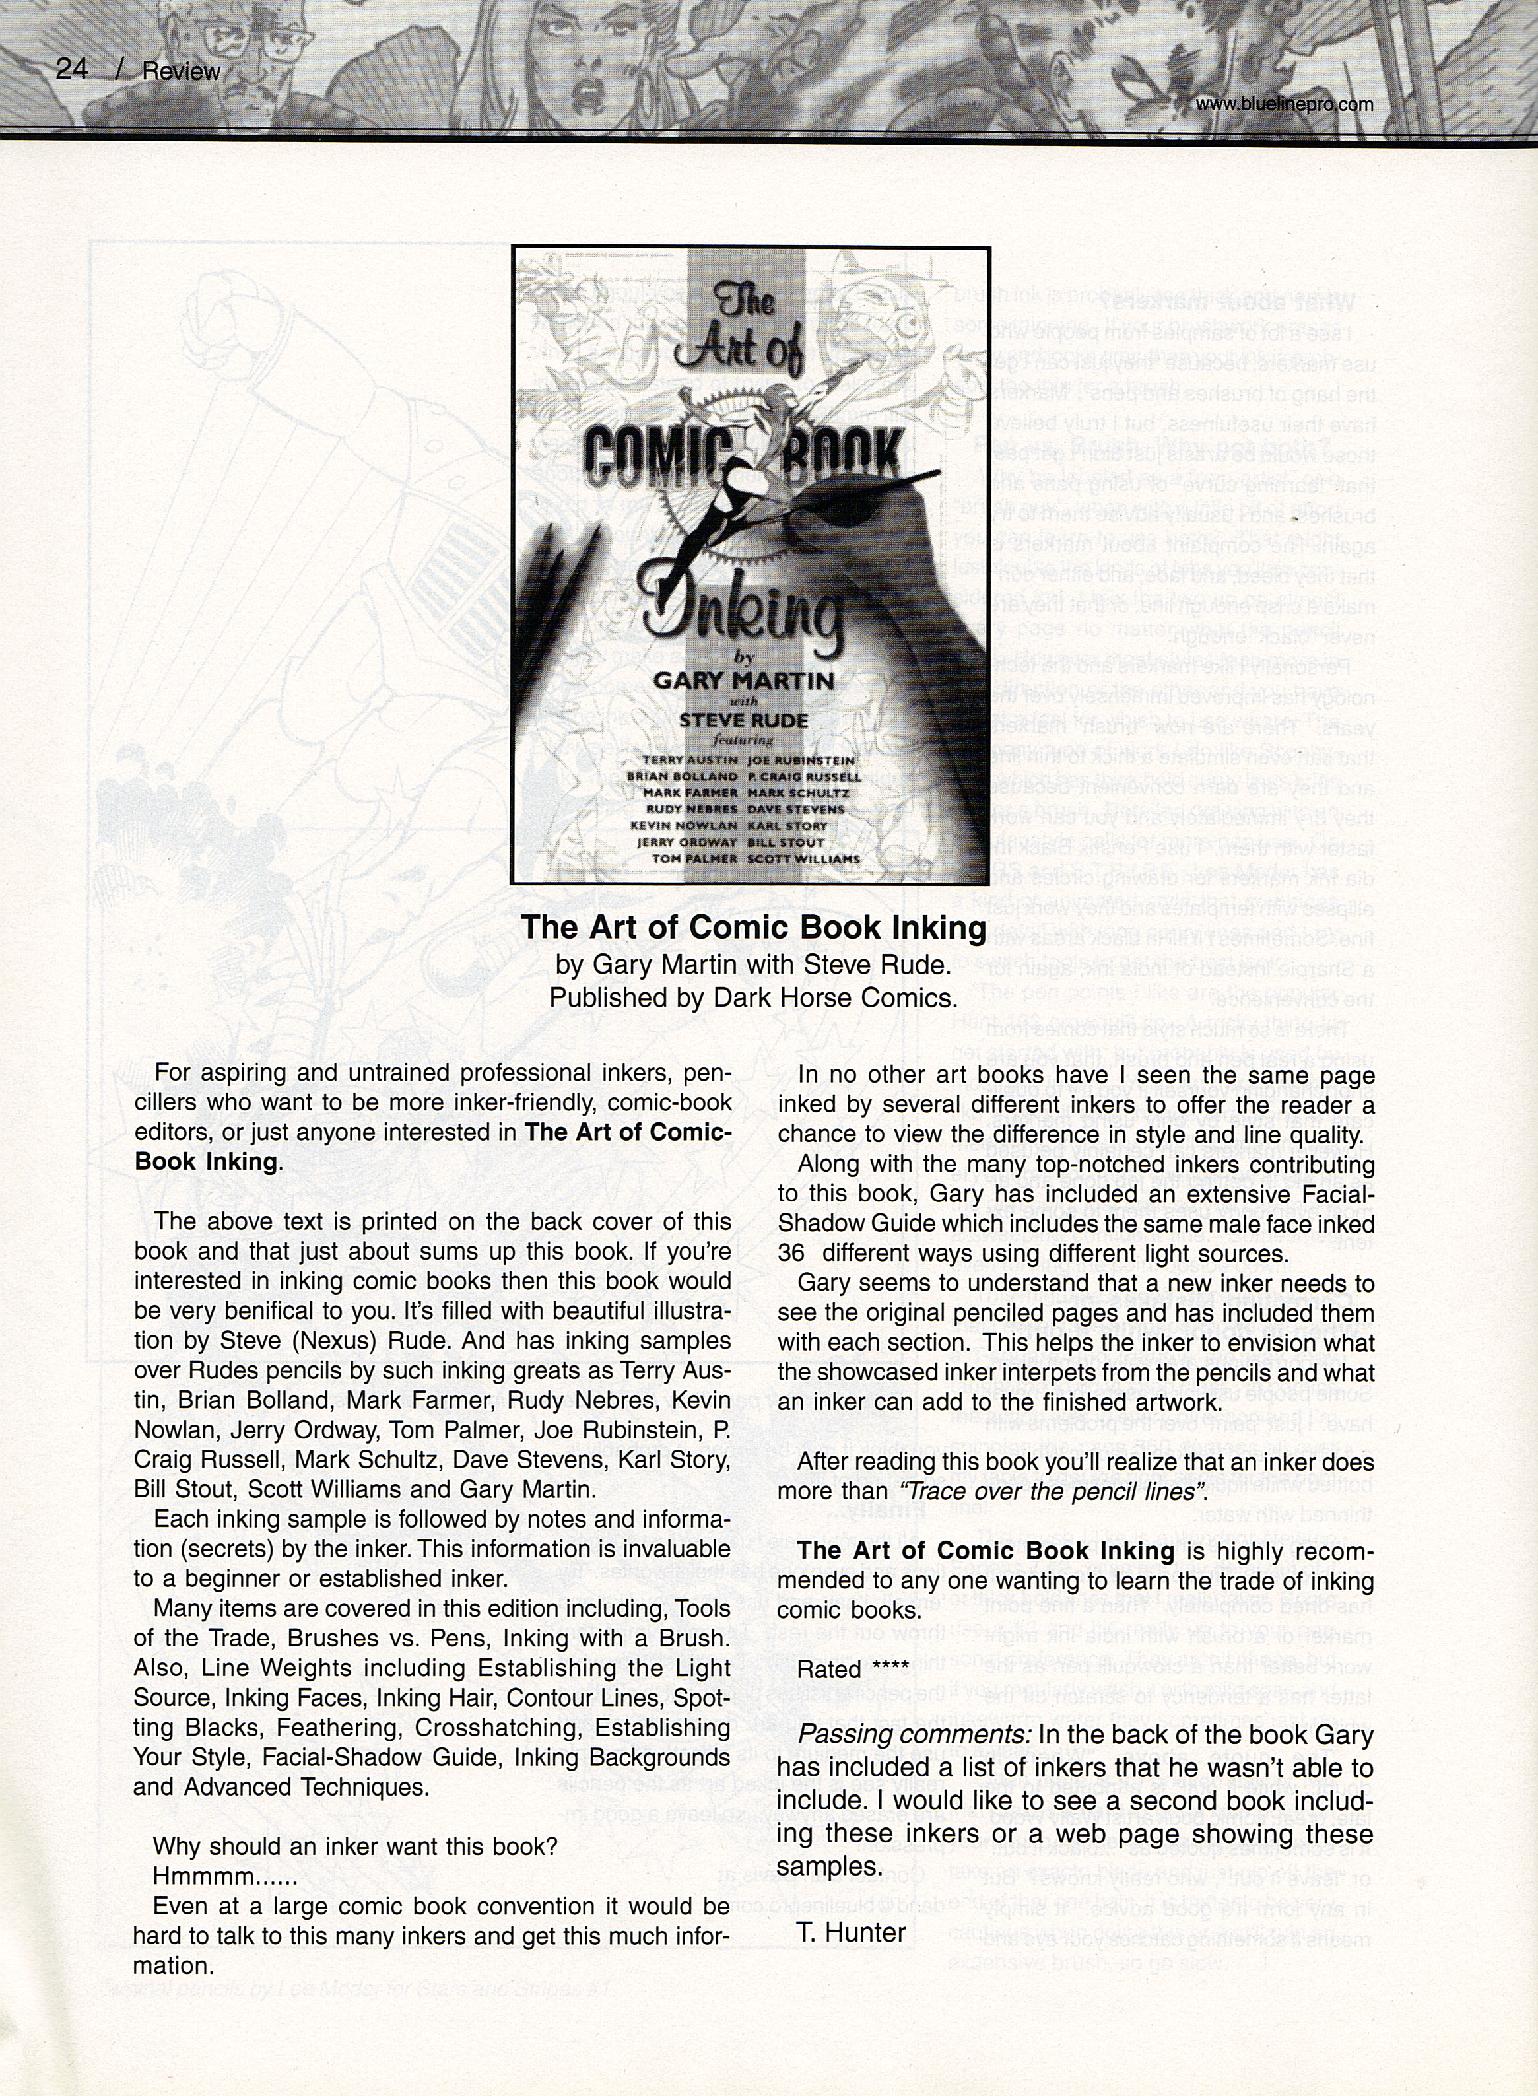 24 / Review
www.bluelinepro.com
The
Art of
COMIC BOOK
Inking
by
GARY MARTIN
with
STEVE RUDE
featuring
TERRY AUSTIN JOE RUBINSTEIN
BRIAN BOLLAND P. CRAIG RUSSELL
MARK FARMER MARK SCHULTZ
RUDY NEBRES DAVE STEVENS
KEVIN NOWLAN KARL STORY
JERRY ORDWAY BILL STOUT
TOM PALMER SCOTT WILLIAMS
The Art of Comic Book Inking
by Gary Martin with Steve Rude.
Published by Dark Horse Comics.
For aspiring and untrained professional inkers, pen-
cillers who want to be more inker-friendly, comic-book
editors, or just anyone interested in The Art of Comic-
Book Inking.
The above text is printed on the back cover of this
book and that just about sums up this book. If you're
interested in inking comic books then this book would
be very benifical to you. It's filled with beautiful illustra-
tion by Steve (Nexus) Rude. And has inking samples
over Rudes pencils by such inking greats as Terry Aus-
tin, Brian Bolland, Mark Farmer, Rudy Nebres, Kevin
Nowlan, Jerry Ordway, Tom Palmer, Joe Rubinstein, P.
Craig Russell, Mark Schultz, Dave Stevens, Karl Story,
Bill Stout, Scott Williams and Gary Martin.
Each inking sample is followed by notes and informa-
tion (secrets) by the inker. This information is invaluable
to a beginner or established inker.
Many items are covered in this edition including, Tools
of the Trade, Brushes vs. Pens, Inking with a Brush.
Also, Line Weights including Establishing the Light
Source, Inking Faces, Inking Hair, Contour Lines, Spot-
ting Blacks, Feathering, Crosshatching, Establishing
Your Style, Facial-Shadow Guide, Inking Backgrounds
and Advanced Techniques.
Why should an inker want this book?
Hmmmm......
Even at a large comic book convention it would be
hard to talk to this many inkers and get this much infor-
mation.
In no other art books have I seen the same page
inked by several different inkers to offer the reader a
chance to view the difference in style and line quality.
Along with the many top-notched inkers contributing
to this book, Gary has included an extensive Facial-
Shadow Guide which includes the same male face inked
36 different ways using different light sources.
Gary seems to understand that a new inker needs to
see the original penciled pages and has included them
with each section. This helps the inker to envision what
the showcased inker interpets from the pencils and what
an inker can add to the finished artwork.
After reading this book you'll realize that an inker does
more than "Trace over the pencil lines".
The Art of Comic Book Inking is highly recom-
mended to any one wanting to learn the trade of inking
comic books.
Rated ****
Passing comments: In the back of the book Gary
has included a list of inkers that he wasn't able to
include. I would like to see a second book includ-
ing these inkers or a web page showing these
samples.
T. Hunter